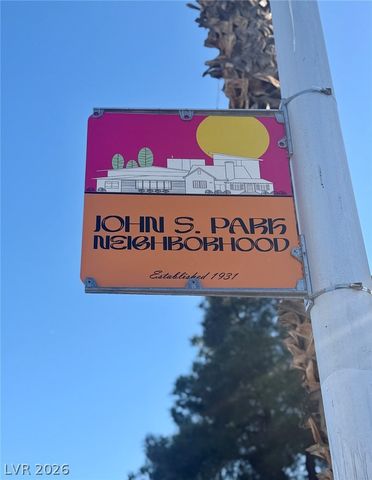 JOHN S. PARK
NEIGHBORHOOD
Established 1931
LVR 2026